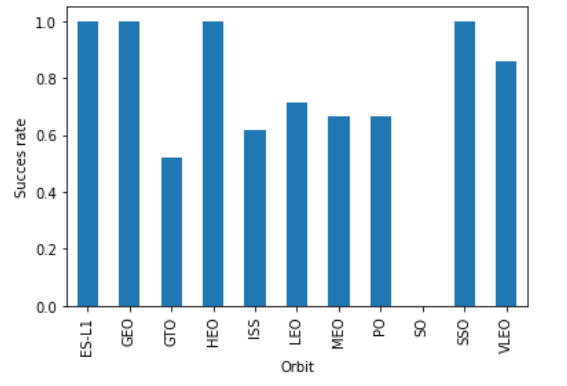 1.0
0.8
0.6
0.4
0.2
0.0
Succes rate
ES-L1
GEO
GTO
HEO
ISS
LEO
MEO
PO
SO
SSO
VLEO
Orbit